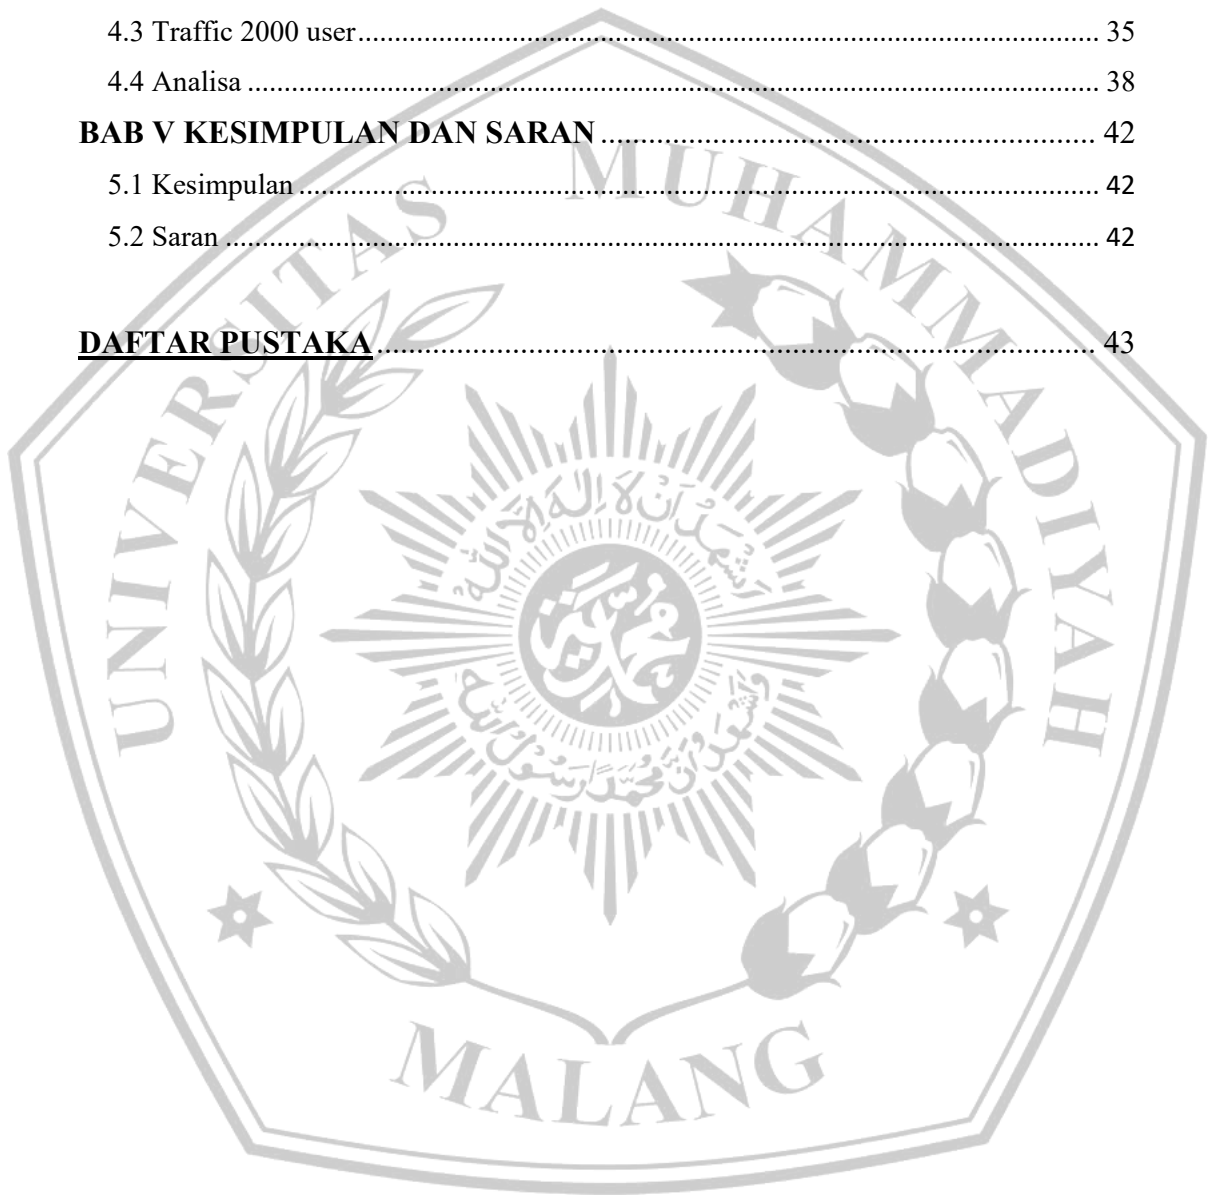 4.3 Traffic 2000 user.......... 35
4.4 Analisa.......... 38
BAB V KESIMPULAN DAN SARAN.......... 42
5.1 Kesimpulan.......... 42
5.2 Saran.......... 42
DAFTAR PUSTAKA.......... 43
UNIVERSITAS MUHAMMADIYAH
MALANG